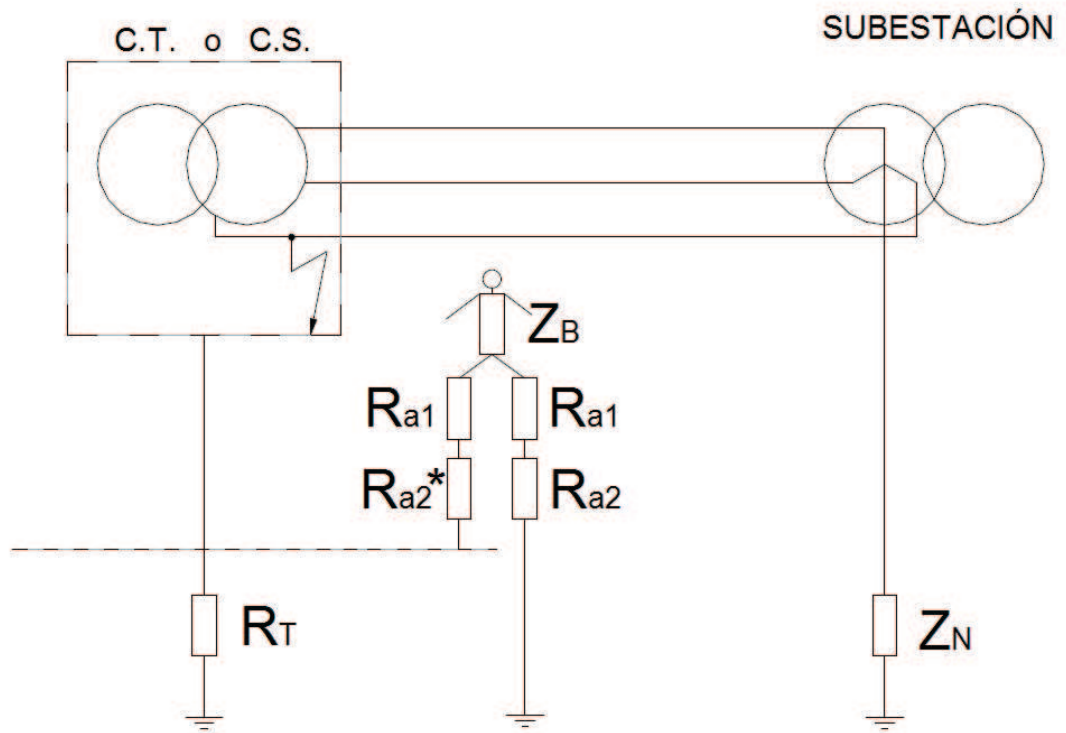 C.T. o C.S.
SUBESTACIÓN
ZB
Ra1
Ra1
Ra2*
Ra2
RT
ZN